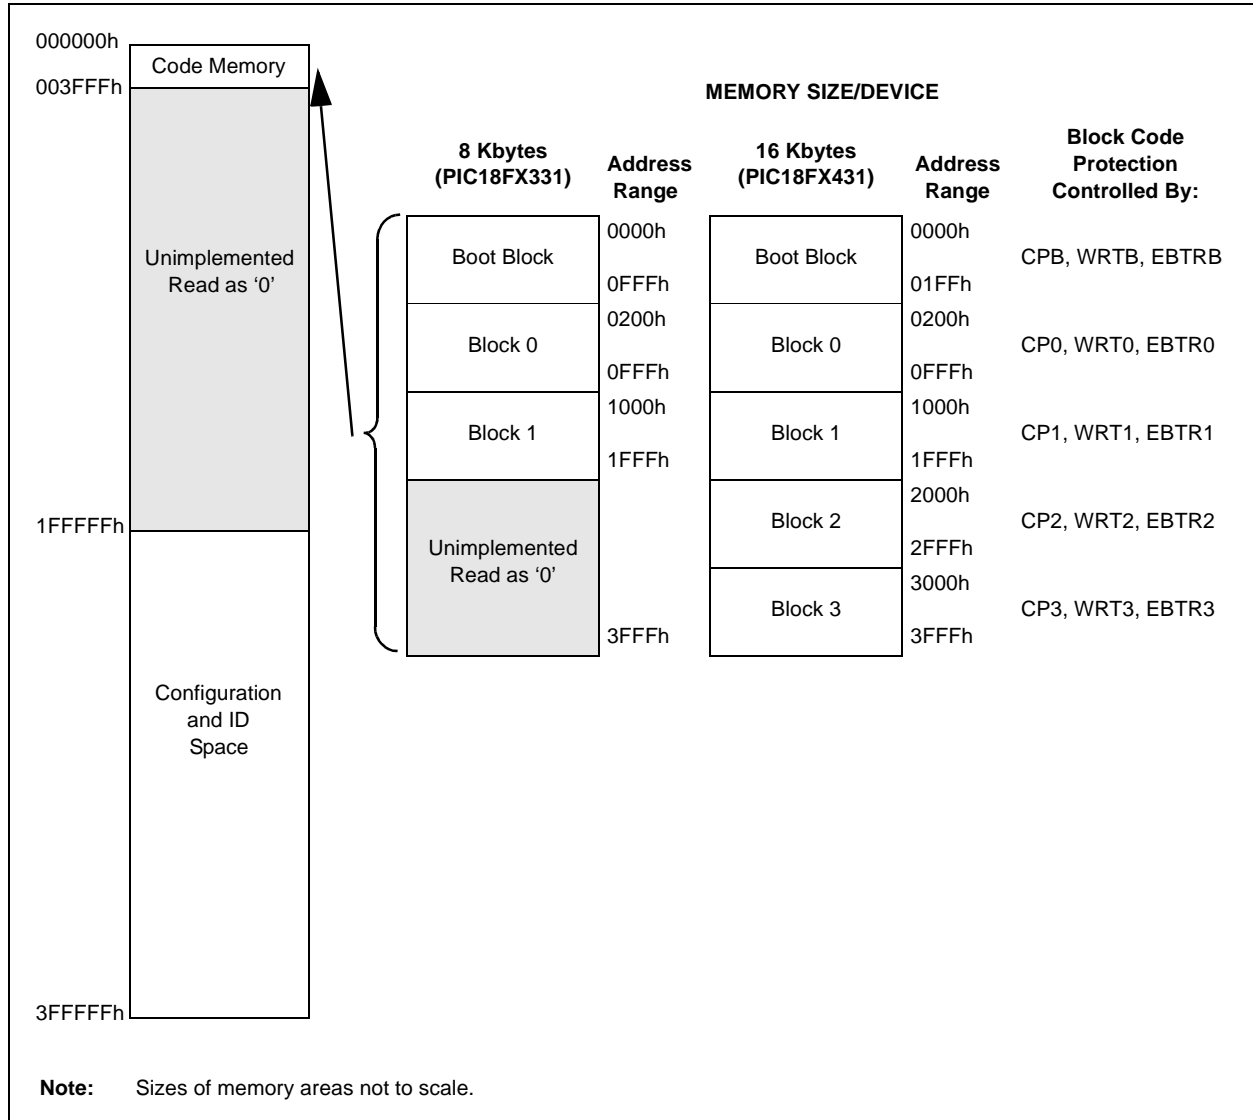 000000h
Code Memory
003FFFh
Unimplemented
Read as ‘0’
1FFFFFh
Configuration
and ID
Space
3FFFFFh
MEMORY SIZE/DEVICE
8 Kbytes
(PIC18FX331)
Address
Range
16 Kbytes
(PIC18FX431)
Address
Range
Block Code
Protection
Controlled By:
Boot Block
0000h
0FFFh
Boot Block
0000h
01FFh
CPB, WRTB, EBTRB
Block 0
0200h
0FFFh
Block 0
0200h
0FFFh
CP0, WRT0, EBTR0
Block 1
1000h
1FFFh
Block 1
1000h
1FFFh
CP1, WRT1, EBTR1
Unimplemented
Read as ‘0’
3FFFh
Block 2
2000h
2FFFh
CP2, WRT2, EBTR2
Block 3
3000h
3FFFh
CP3, WRT3, EBTR3
Note: Sizes of memory areas not to scale.